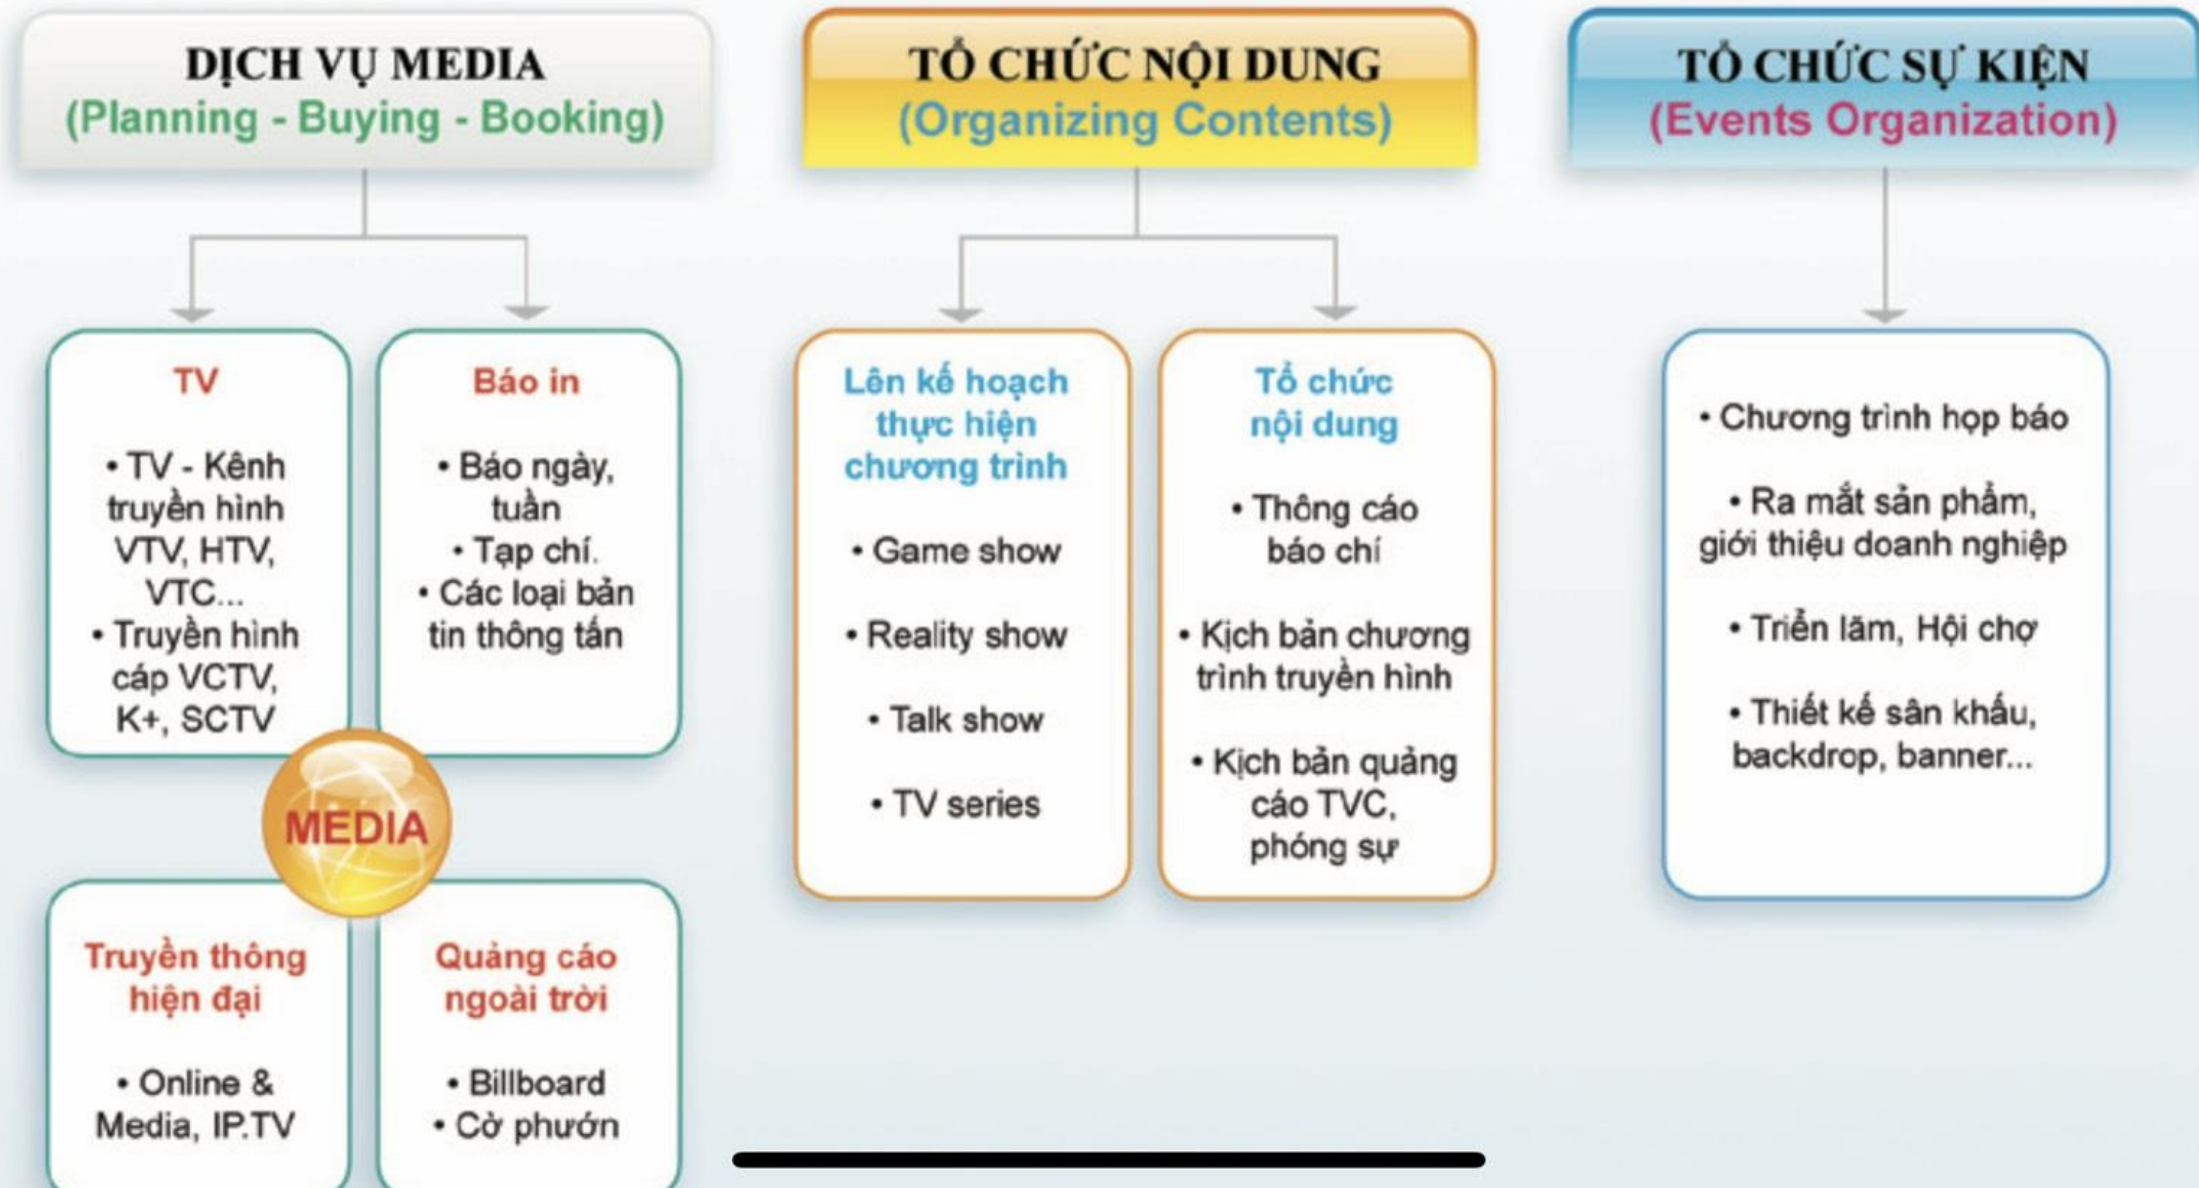 DỊCH VỤ MEDIA
(Planning - Buying - Booking)
TV
• TV - Kênh
truyền hình
VTV, HTV,
VTC...
• Truyền hình
cáp VCTV,
K+, SCTV
Báo in
• Báo ngày,
tuần
• Tạp chí.
• Các loại bản
tin thông tấn
MEDIA
Truyền thông
hiện đại
• Online &
Media, IP.TV
Quảng cáo
ngoài trời
• Billboard
• Cờ phướn
TỔ CHỨC NỘI DUNG
(Organizing Contents)
Lên kế hoạch
thực hiện
chương trình
• Game show
• Reality show
• Talk show
• TV series
Tổ chức
nội dung
• Thông cáo
báo chí
• Kịch bản chương
trình truyền hình
• Kịch bản quảng
cáo TVC,
phóng sự
TỔ CHỨC SỰ KIỆN
(Events Organization)
• Chương trình họp báo
• Ra mắt sản phẩm,
giới thiệu doanh nghiệp
• Triển lãm, Hội chợ
• Thiết kế sân khấu,
backdrop, banner...